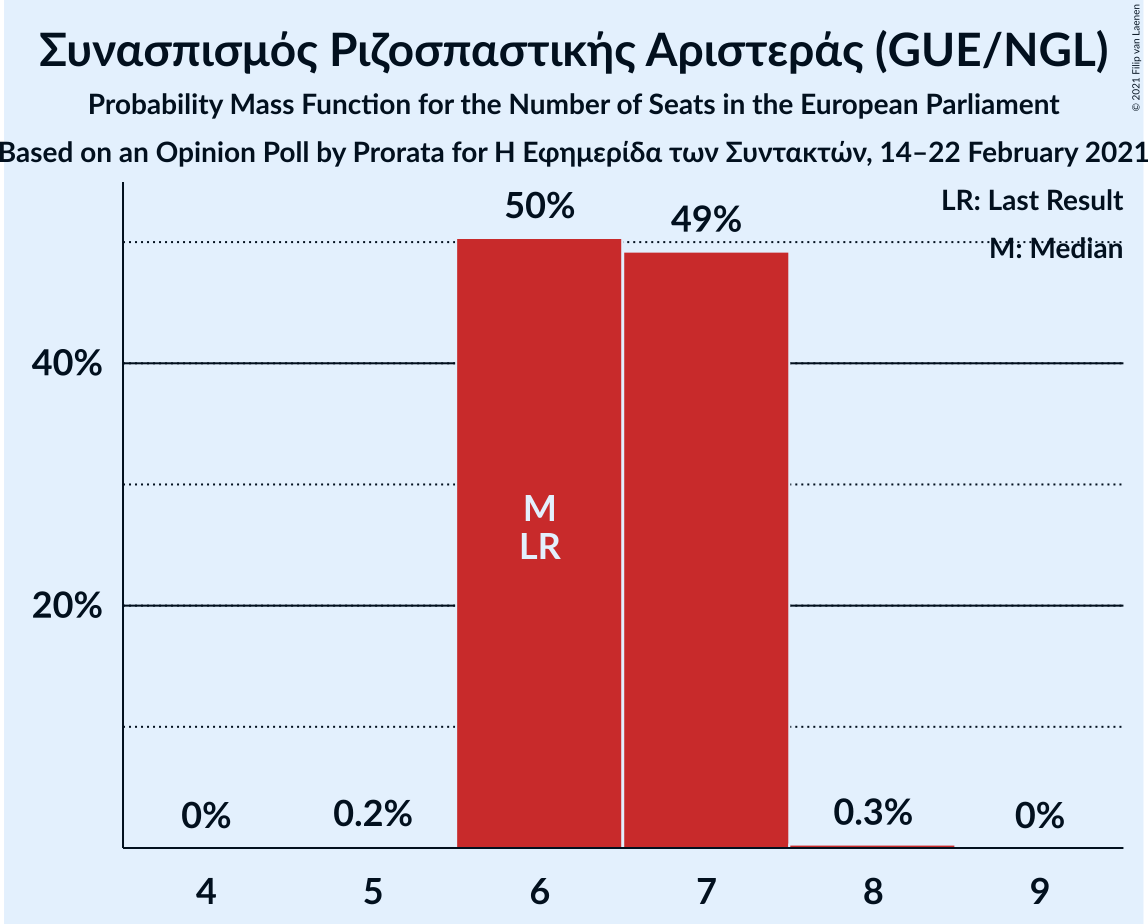 Συνασπισμός Ριζοσπαστικής Αριστεράς (GUE/NGL)
Probability Mass Function for the Number of Seats in the European Parliament
Based on an Opinion Poll by Prorata for Η Εφημερίδα των Συντακτών, 14–22 February 2021
© 2021 Filip van Laenen
LR: Last Result
M: Median
50%
49%
40%
M
LR
20%
0%
0.2%
0.3%
0%
4
5
6
7
8
9